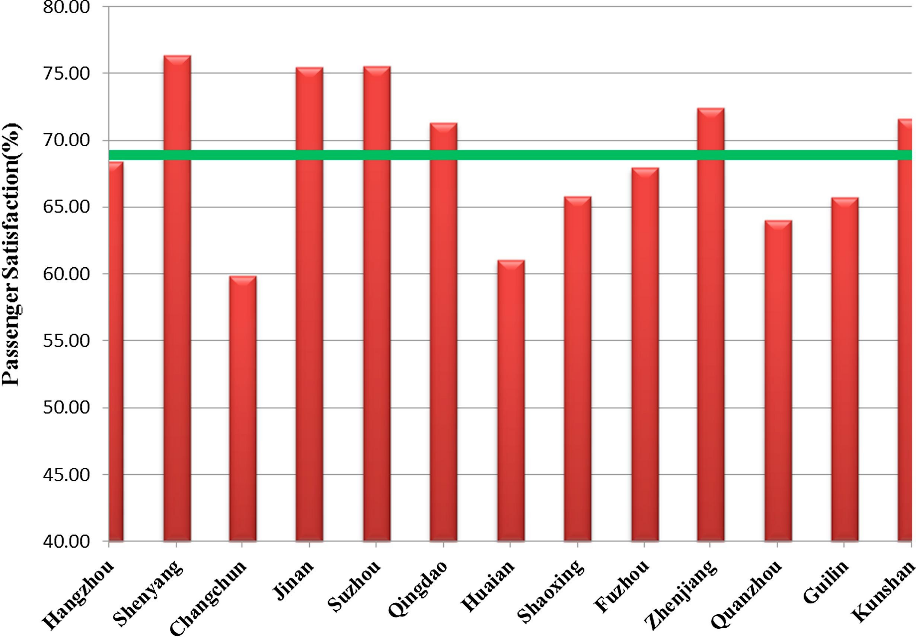 80.00
75.00
70.00
65.00
60.00
55.00
50.00
45.00
40.00
Passenger Satisfaction(%)
Hangzhou
Shenyang
Changchun
Jinan
Suzhou
Qingdao
Huaian
Shaoxing
Fuzhou
Zhenjiang
Quanzhou
Guilin
Kunshan